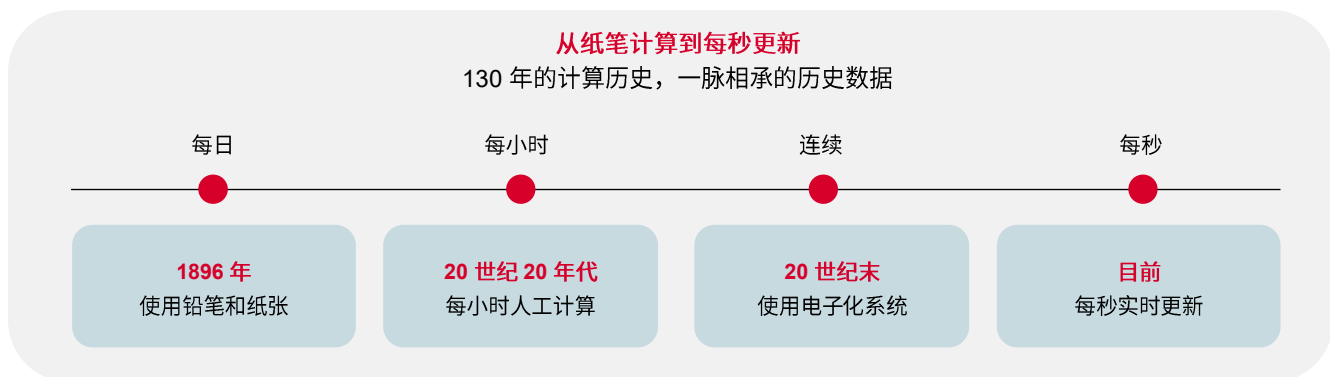 从纸笔计算到每秒更新
130 年的计算历史，一脉相承的历史数据
每日
每小时
连续
每秒
1896 年
使用铅笔和纸张
20 世纪 20 年代
每小时人工计算
20 世纪末
使用电子化系统
目前
每秒实时更新